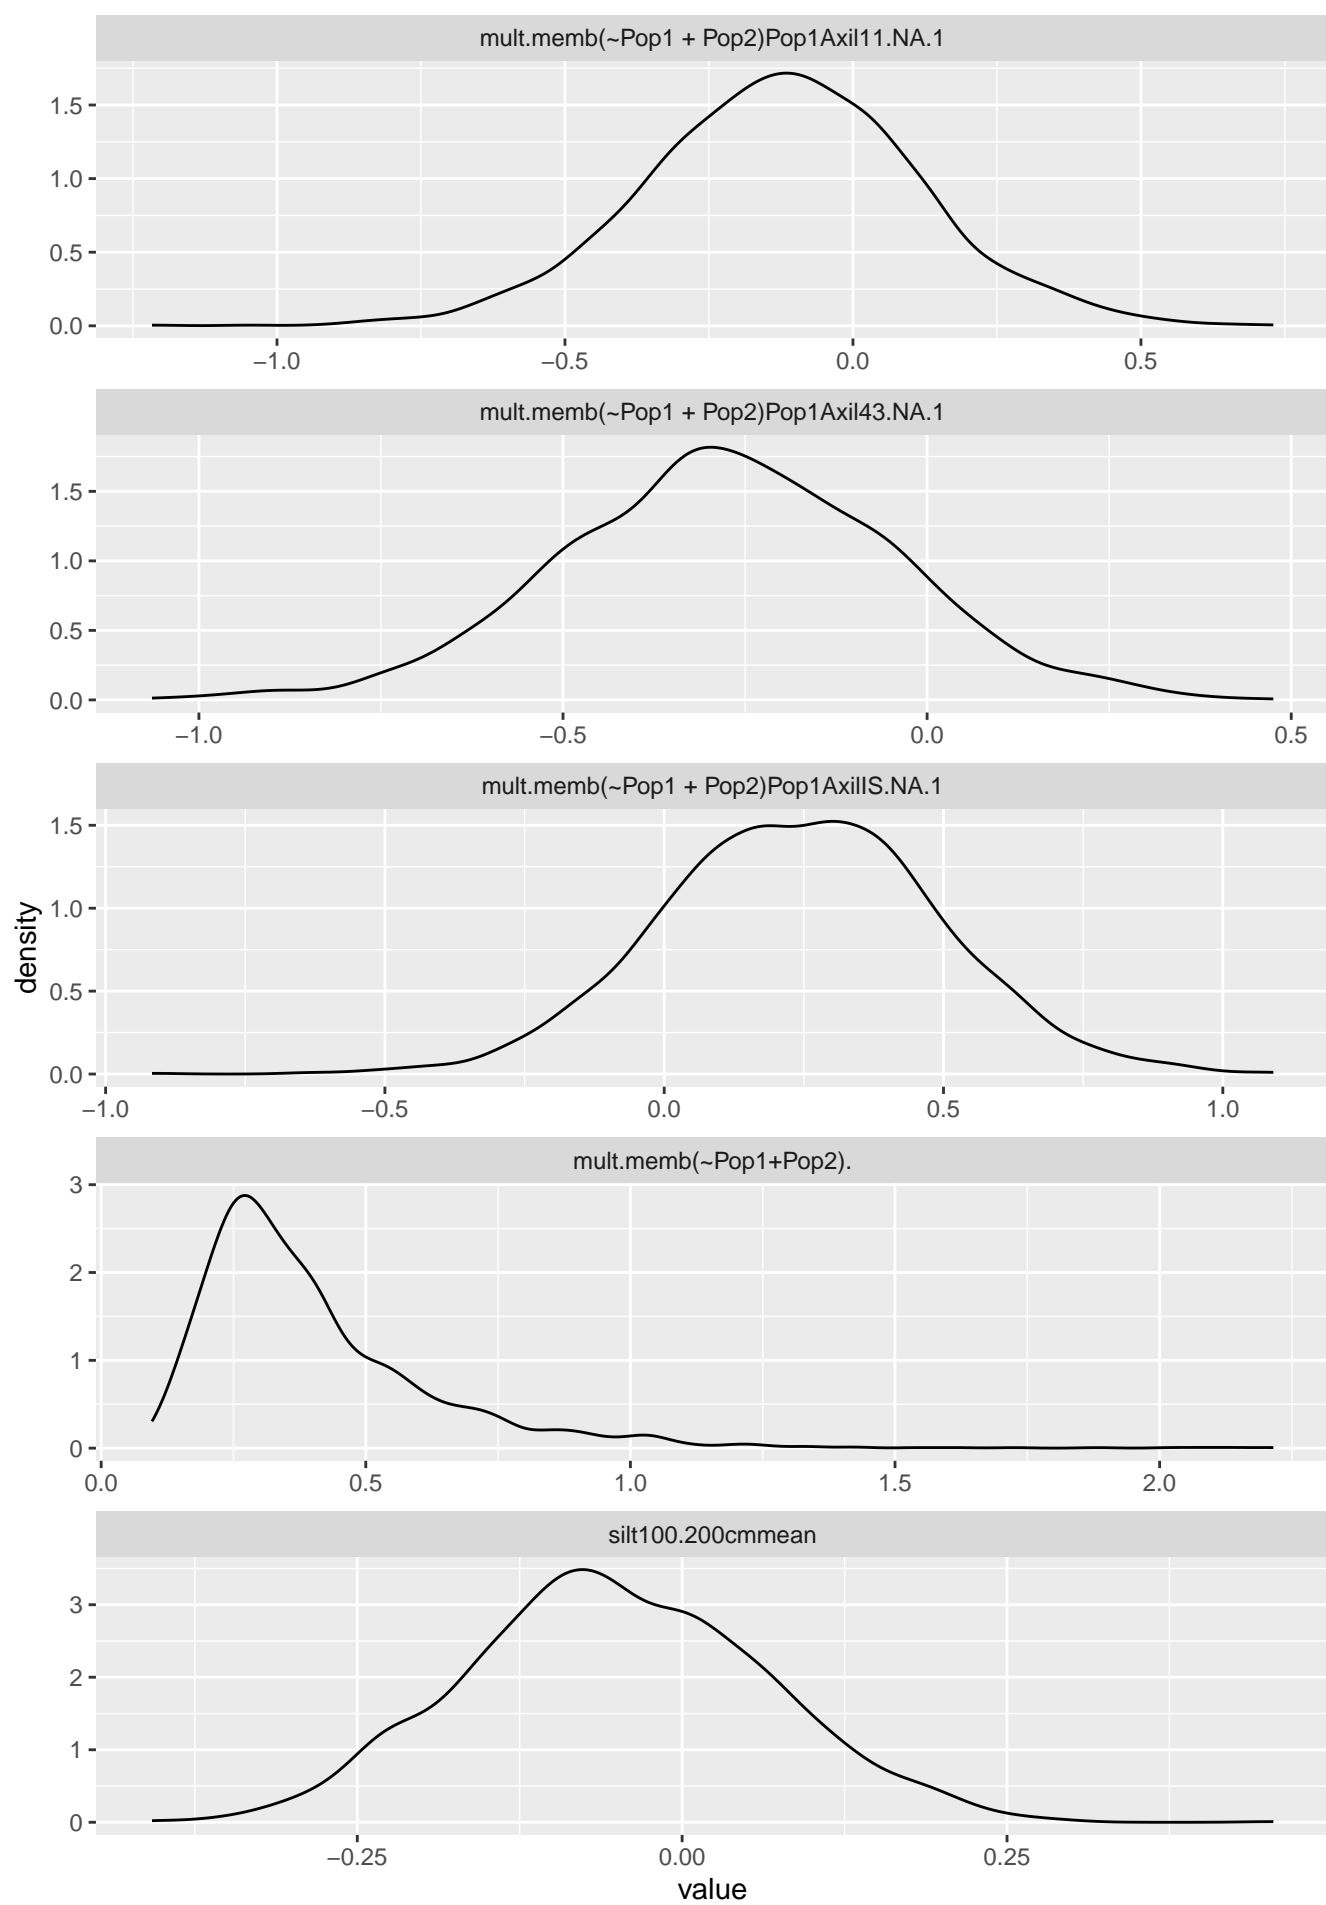 mult.memb(~Pop1 + Pop2)Pop1Axil11.NA.1
1.5
1.0
0.5
0.0
−1.0 −0.5 0.0 0.5
mult.memb(~Pop1 + Pop2)Pop1Axil43.NA.1
1.5
1.0
0.5
0.0
−1.0 −0.5 0.0 0.5
mult.memb(~Pop1 + Pop2)Pop1AxilIS.NA.1
1.5
1.0
0.5
0.0
−1.0 −0.5 0.0 0.5 1.0
density
mult.memb(~Pop1+Pop2).
3
2
1
0
0.0 0.5 1.0 1.5 2.0
silt100.200cmmean
3
2
1
0
−0.25 0.00 0.25
value